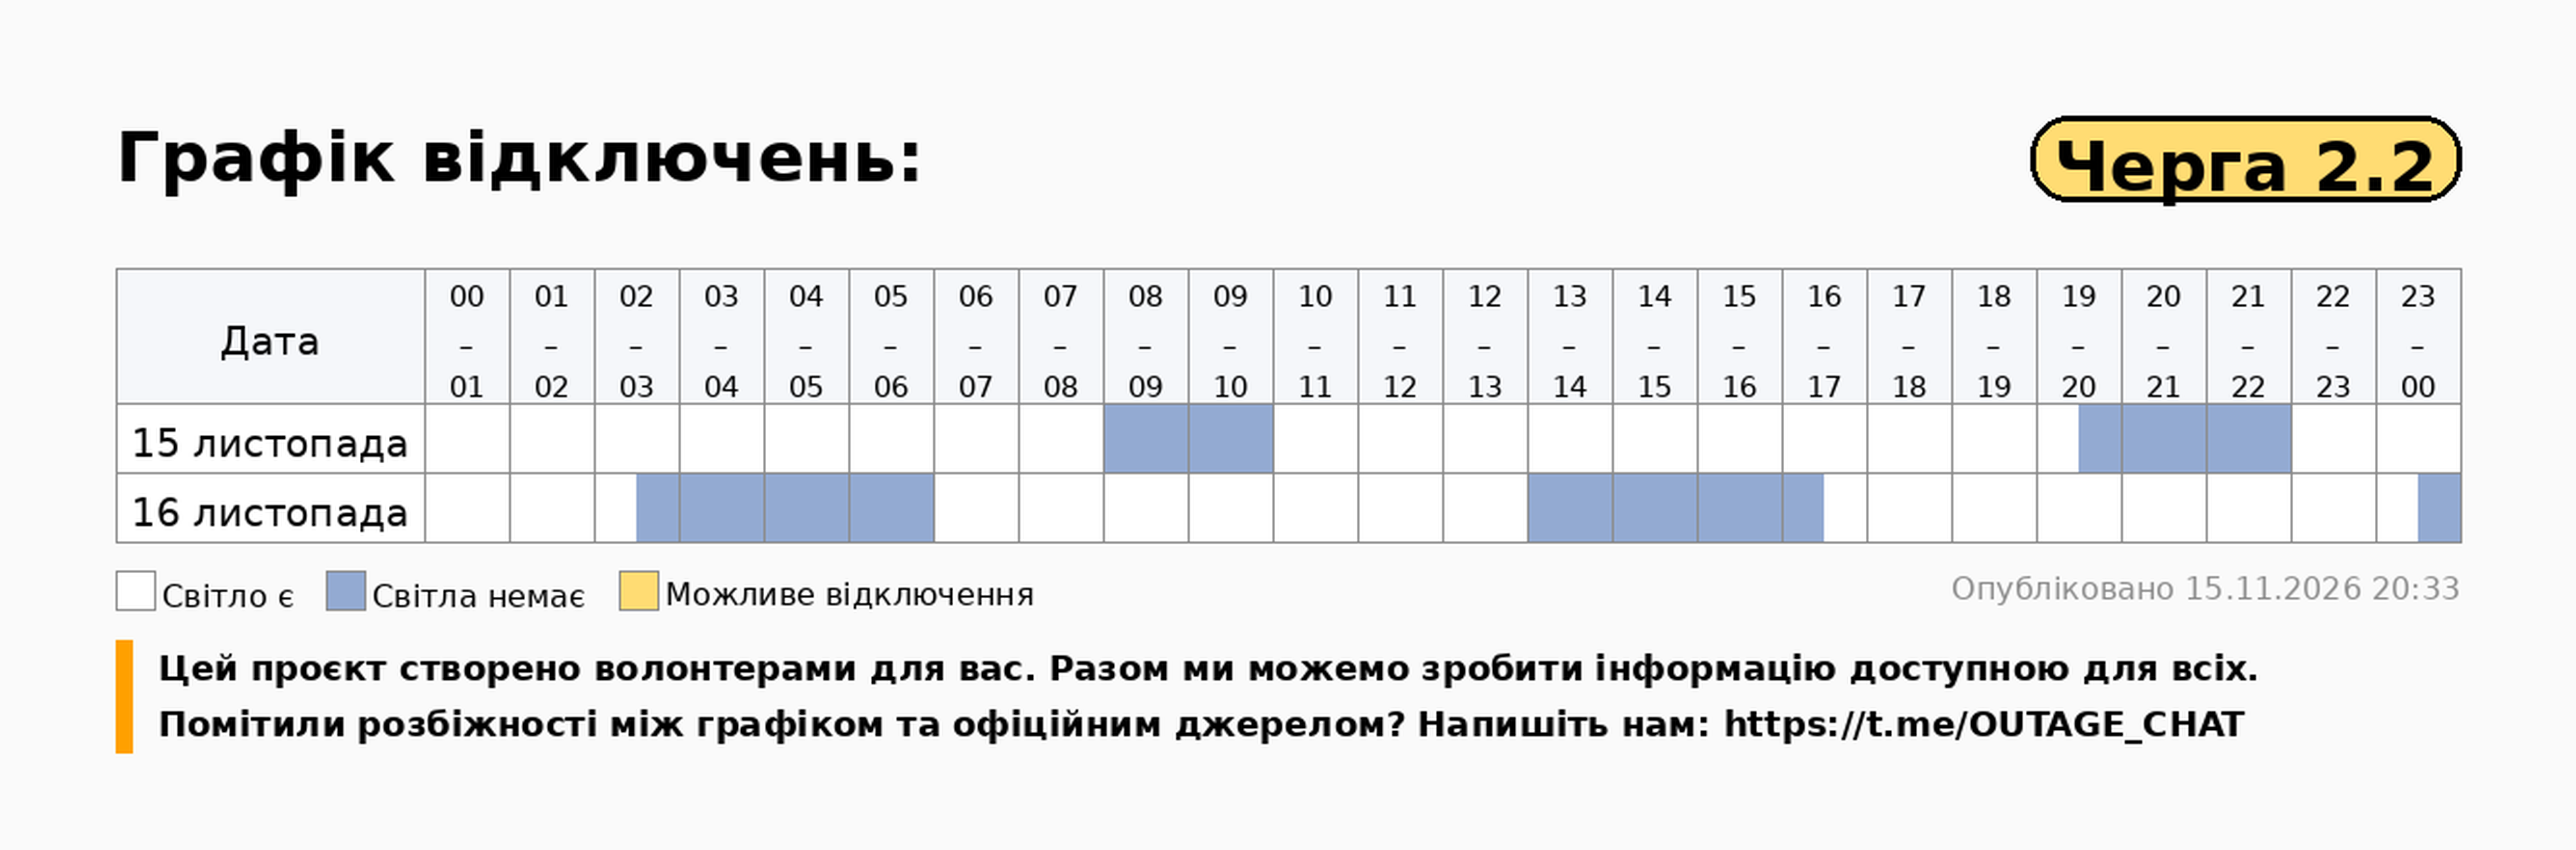 Графік відключень:
Черга 2.2
Дата
00 – 01
01 – 02
02 – 03
03 – 04
04 – 05
05 – 06
06 – 07
07 – 08
08 – 09
09 – 10
10 – 11
11 – 12
12 – 13
13 – 14
14 – 15
15 – 16
16 – 17
17 – 18
18 – 19
19 – 20
20 – 21
21 – 22
22 – 23
23 – 00
15 листопада
16 листопада
Світло є
Світла немає
Можливе відключення
Опубліковано 15.11.2026 20:33
Цей проєкт створено волонтерами для вас. Разом ми можемо зробити інформацію доступною для всіх.
Помітили розбіжності між графіком та офіційним джерелом? Напишіть нам: https://t.me/OUTAGE_CHAT